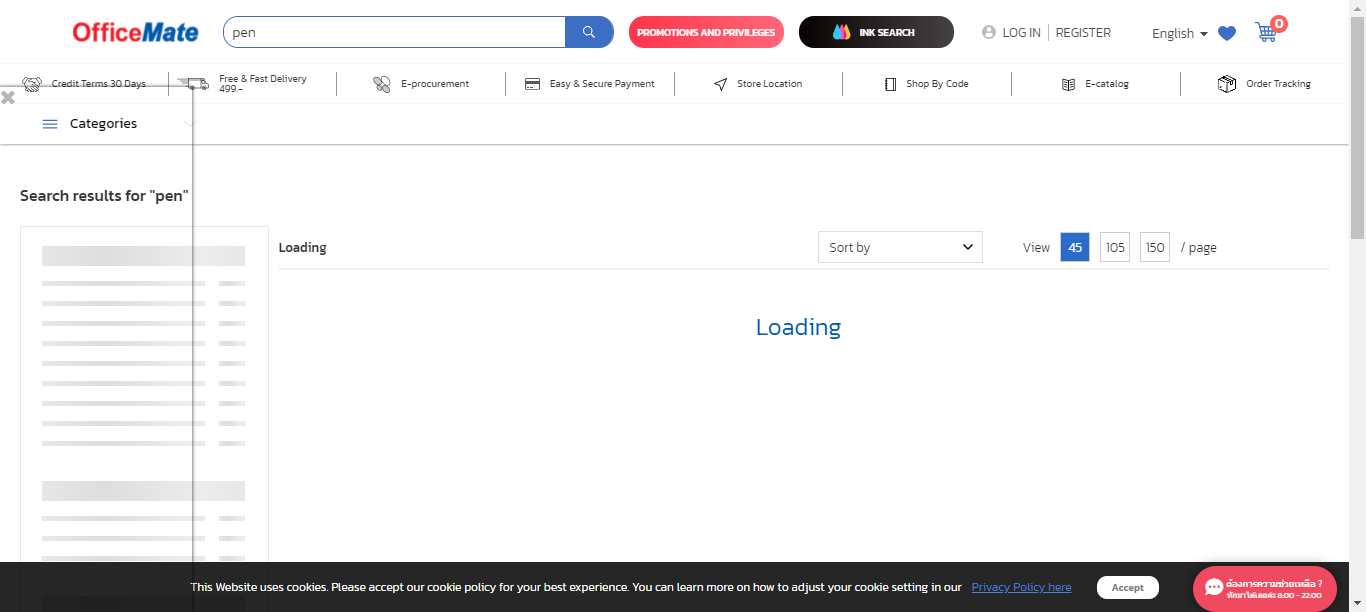 OfficeMate
pen
PROMOTIONS AND PRIVILEGES
INK SEARCH
LOG IN
REGISTER
English
0
Credit Terms 30 Days
Free & Fast Delivery
499.-
E-procurement
Easy & Secure Payment
Store Location
Shop By Code
E-catalog
Order Tracking
Categories
Search results for "pen"
Loading
Sort by
View 45 105 150 / page
Loading
This Website uses cookies. Please accept our cookie policy for your best experience. You can learn more on how to adjust your cookie setting in our Privacy Policy here
Accept
ต้องการความช่วยเหลือ ?
ทักมาได้เลยค่ะ 8:00 - 22:00